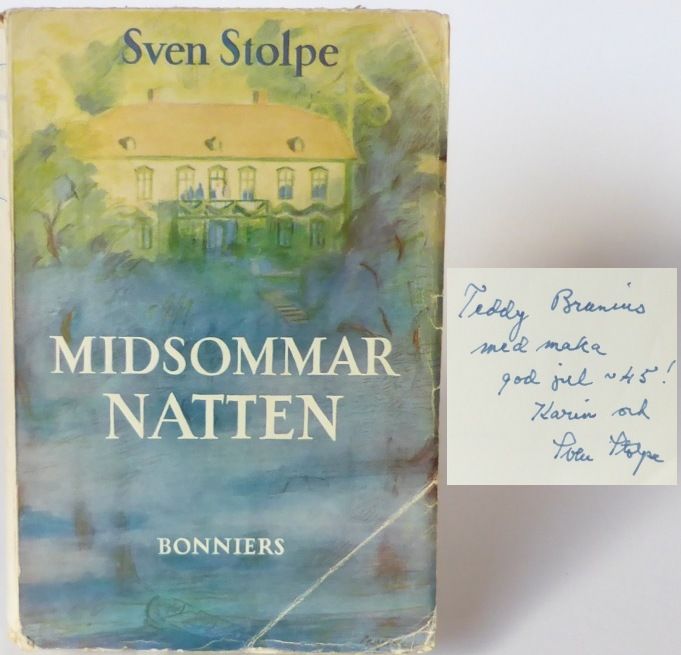 Sven Stolpe
MIDSOMMAR
NATTEN
BONNIERS
Teddy Brunius
med maka
god jul ~45!
Karin och
Sven Stolpe